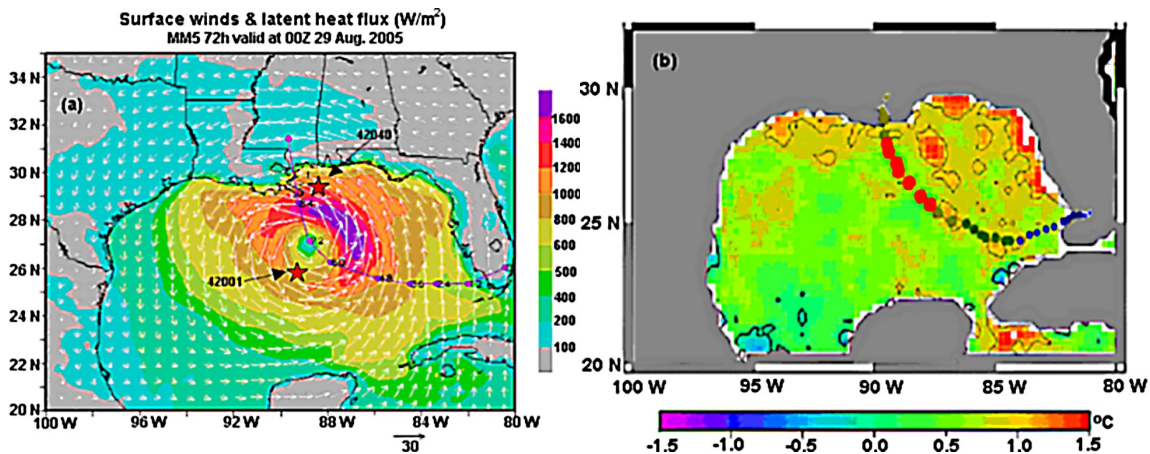 Surface winds & latent heat flux (W/m²)
MM5 72h valid at 00Z 29 Aug. 2005
(a)
34 N
32 N
30 N
28 N
26 N
24 N
22 N
20 N
100 W
96 W
92 W
88 W
84 W
80 W
30
42040
42001
1600
1400
1200
1000
800
600
500
400
300
200
100
(b)
30 N
25 N
20 N
100 W
95 W
90 W
85 W
80 W
-1.5
-1.0
-0.5
0.0
0.5
1.0
1.5
ºC